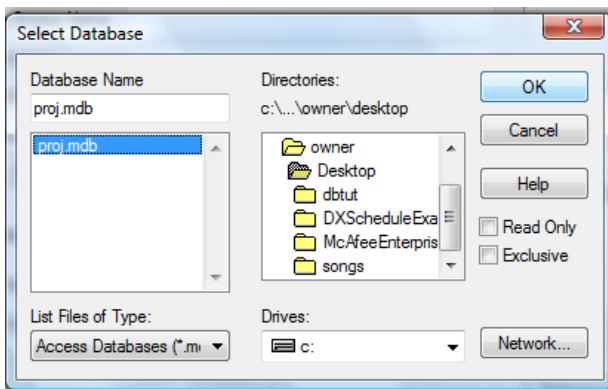 Select Database
Database Name
proj.mdb
proj.mdb
List Files of Type:
Access Databases (*.m
Directories:
c:\...\owner\desktop
owner
Desktop
dbtut
DXScheduleExa
McAfeeEnterpris
songs
Drives:
c:
OK
Cancel
Help
Read Only
Exclusive
Network...